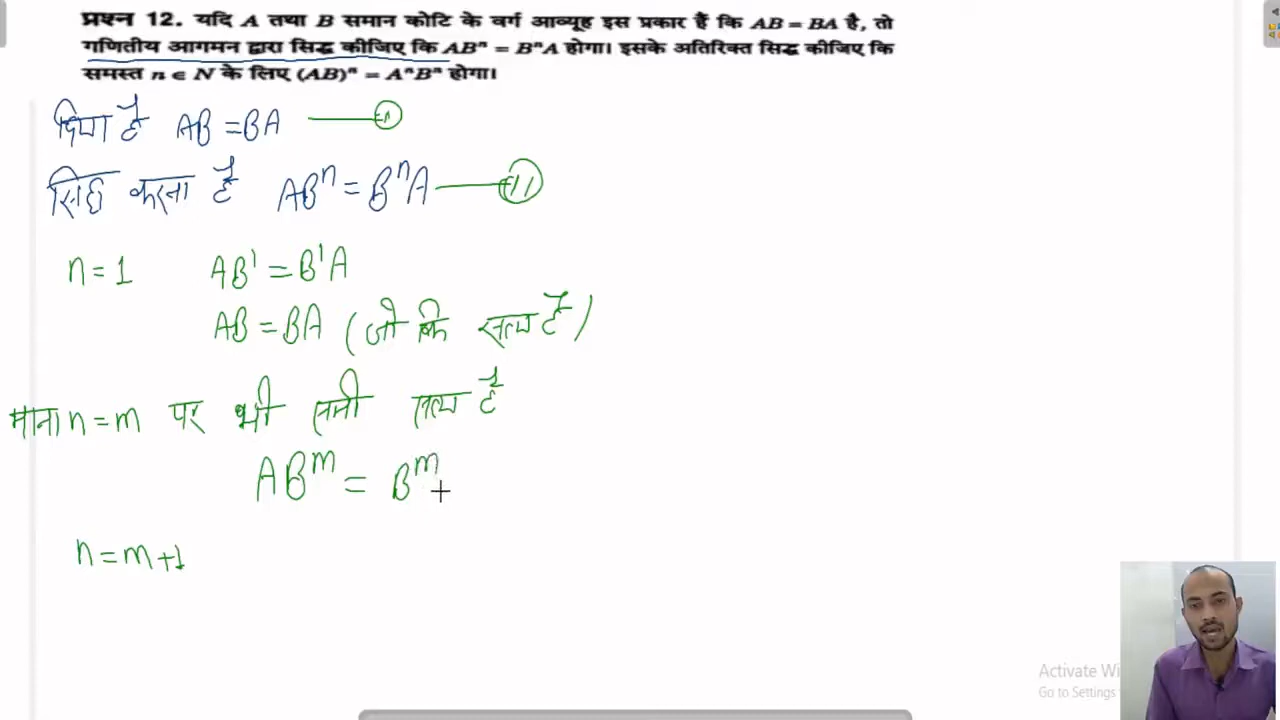 प्रश्न 12. यदि A तथा B समान कोटि के वर्ग आव्यूह इस प्रकार हैं कि AB = BA है, तो
गणितीय आगमन द्वारा सिद्ध कीजिए कि ABⁿ = BⁿA होगा। इसके अतिरिक्त सिद्ध कीजिए कि
समस्त n ∈ N के लिए (AB)ⁿ = AⁿBⁿ होगा।
दिया है AB = BA
सिद्ध करना है ABⁿ = BⁿA
n = 1 AB¹ = B¹A
AB = BA (जो कि सत्य है)
माना n = m पर भी सत्य है
ABᵐ = Bᵐ
n = m + 1
Activate Wi
Go to Settings